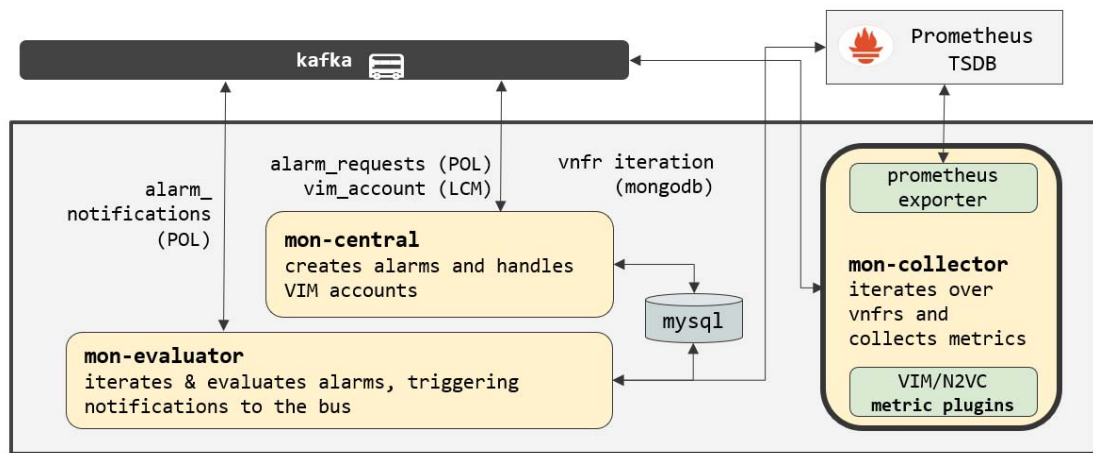 kafka
Prometheus
TSDB
alarm_requests (POL)
vim_account (LCM)
vnfr iteration
(mongodb)
alarm_
notifications
(POL)
prometheus
exporter
mon-central
creates alarms and handles
VIM accounts
mon-collector
iterates over
vnfrs and
collects metrics
mysql
mon-evaluator
iterates & evaluates alarms, triggering
notifications to the bus
VIM/N2VC
metric plugins